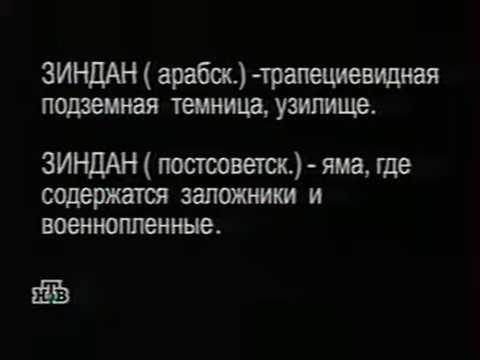 ЗИНДАН ( арабск.) -трапециевидная
подземная темница, узилище.
ЗИНДАН ( постсоветск.) - яма, где
содержатся заложники и
военнопленные.
НТВ